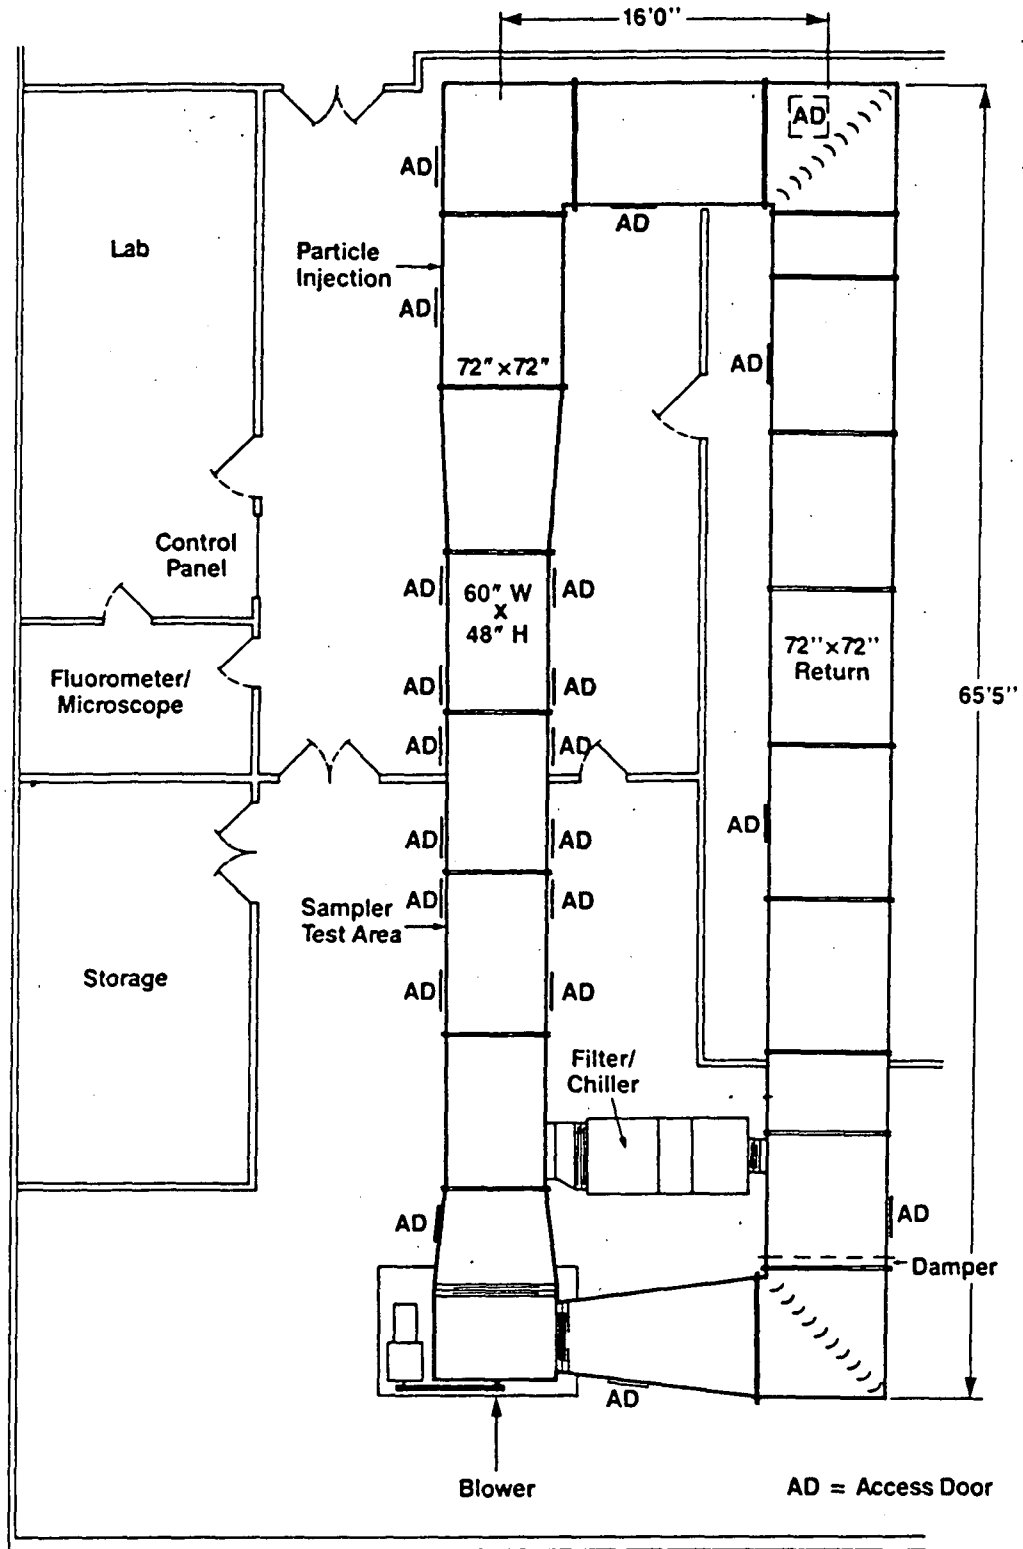 16'0"
AD
AD
Lab
AD
Particle
Injection
AD
72" x 72"
AD
Control
Panel
AD
60" W
x
48" H
AD
Fluorometer/
Microscope
72" x 72"
Return
AD
AD
65'5"
AD
AD
AD
AD
AD
AD
AD
Sampler
Test Area
Storage
AD
AD
Filter/
Chiller
AD
AD
Damper
AD
Blower
AD = Access Door